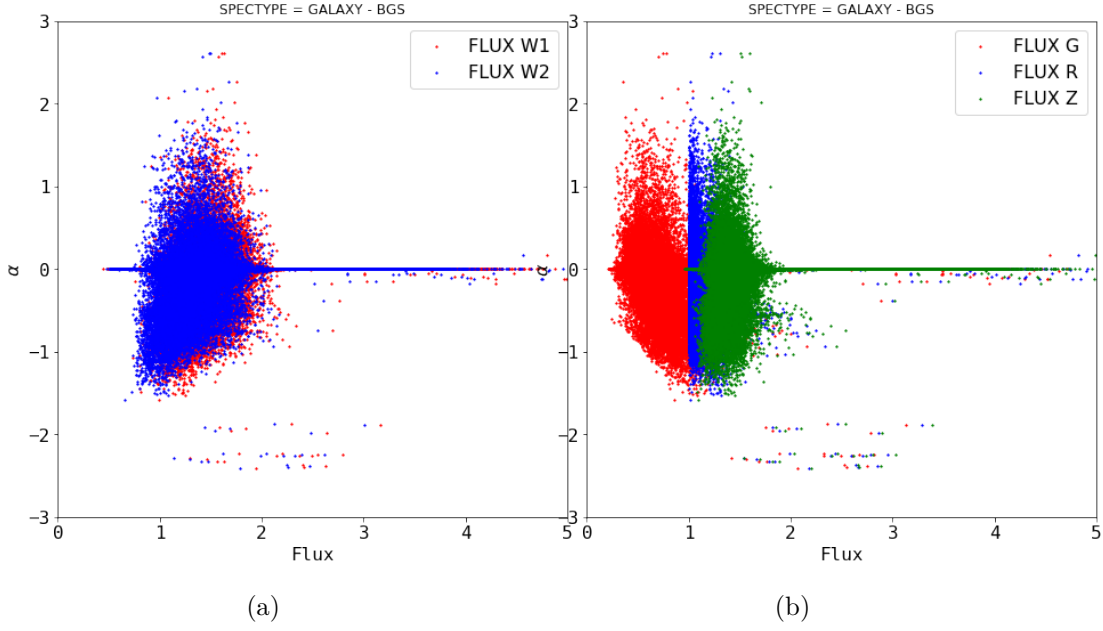 SPECTYPE = GALAXY - BGS
3
2
1
0
−1
−2
−3
α
FLUX W1
FLUX W2
0 1 2 3 4 5
Flux
(a)
SPECTYPE = GALAXY - BGS
3
2
1
0
−1
−2
−3
α
FLUX G
FLUX R
FLUX Z
0 1 2 3 4 5
Flux
(b)